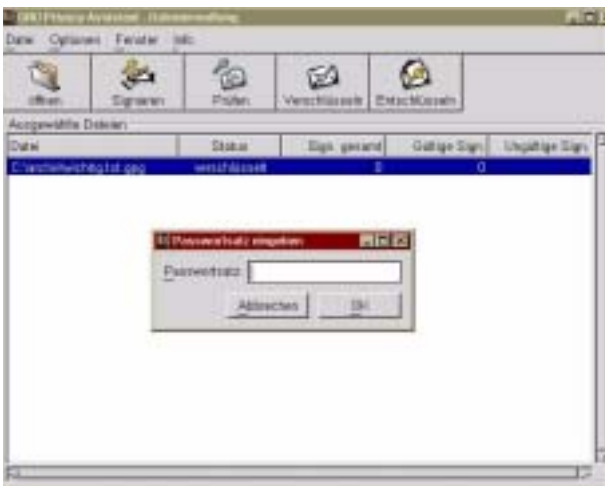 GNU Privacy Assistant - Dateiverwaltung
Datei Optionen Fenster Info
öffnen Signieren Prüfen Verschlüsseln Entschlüsseln
Ausgewählte Dateien
Datei Status Sign. gesamt Gültige Sign. Ungültige Sign.
verschlüsselt 0 0
Passwortsatz eingeben
Passwortsatz:
Abbrechen OK